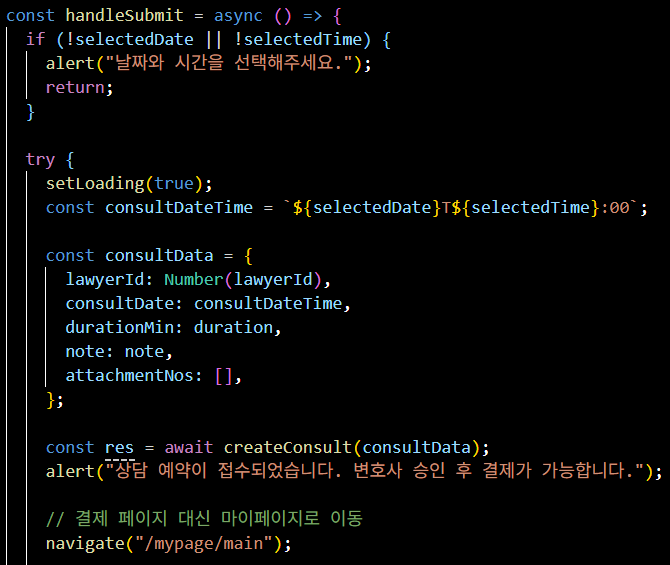 const handleSubmit = async () => {
if (!selectedDate || !selectedTime) {
alert("날짜와 시간을 선택해주세요.");
return;
}
try {
setLoading(true);
const consultDateTime = `${selectedDate}T${selectedTime}:00`;
const consultData = {
lawyerId: Number(lawyerId),
consultDate: consultDateTime,
durationMin: duration,
note: note,
attachmentNos: [],
};
const res = await createConsult(consultData);
alert("상담 예약이 접수되었습니다. 변호사 승인 후 결제가 가능합니다.");
// 결제 페이지 대신 마이페이지로 이동
navigate("/mypage/main");